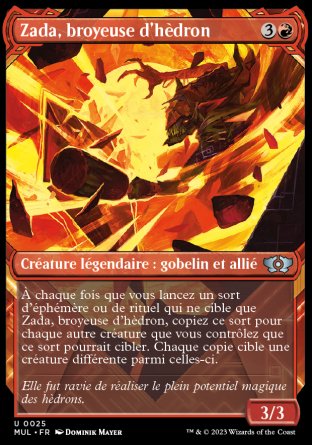 Zada, broyeuse d'hèdron 3
Créature légendaire : gobelin et allié
À chaque fois que vous lancez un sort
d'éphémère ou de rituel qui ne cible que
Zada, broyeuse d'hèdron, copiez ce sort pour
chaque autre créature que vous contrôlez que
ce sort pourrait cibler. Chaque copie cible une
créature différente parmi celles-ci.
Elle fut ravie de réaliser le plein potentiel magique
des hèdrons.
3/3
U 0025
MUL • FR DOMINIK MAYER
™ & © 2023 Wizards of the Coast